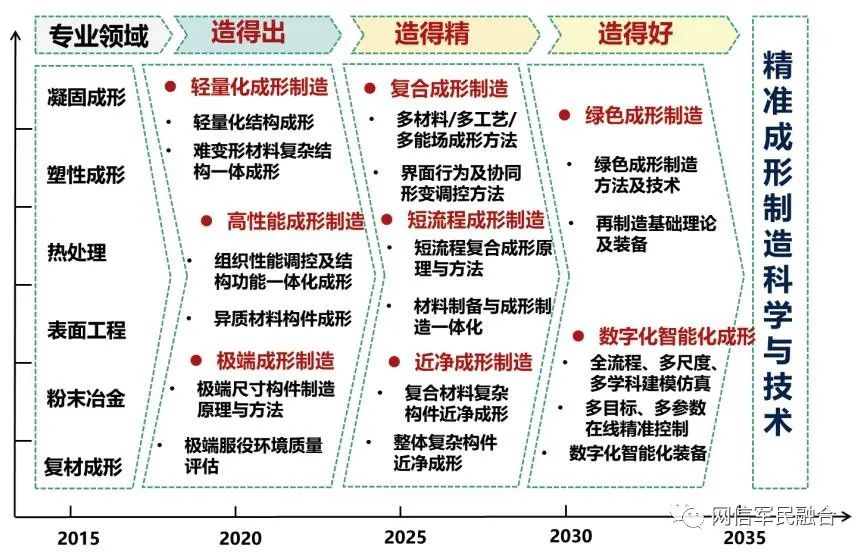 专业领域
造得出
造得精
造得好
凝固成形
塑性成形
热处理
表面工程
粉末冶金
复材成形
● 轻量化成形制造
• 轻量化结构成形
• 难变形材料复杂结
构一体成形
● 高性能成形制造
• 组织性能调控及结
构功能一体化成形
• 异质材料构件成形
● 极端成形制造
• 极端尺寸构件制造
原理与方法
• 极端服役环境质量
评估
● 复合成形制造
• 多材料/多工艺/
多能场成形方法
• 界面行为及协同
形变调控方法
● 短流程成形制造
• 短流程复合成形原
理与方法
• 材料制备与成形制
造一体化
● 近净成形制造
• 复合材料复杂
构件近净成形
• 整体复杂构件
近净成形
● 绿色成形制造
• 绿色成形制造
方法及技术
• 再制造基础理论
及装备
● 数字化智能化成形
• 全流程、多尺度、
多学科建模仿真
• 多目标、多参数
在线精准控制
• 数字化智能化装备
精准成形制造科学与技术
2015
2020
2025
2030
2035
网信军民融合